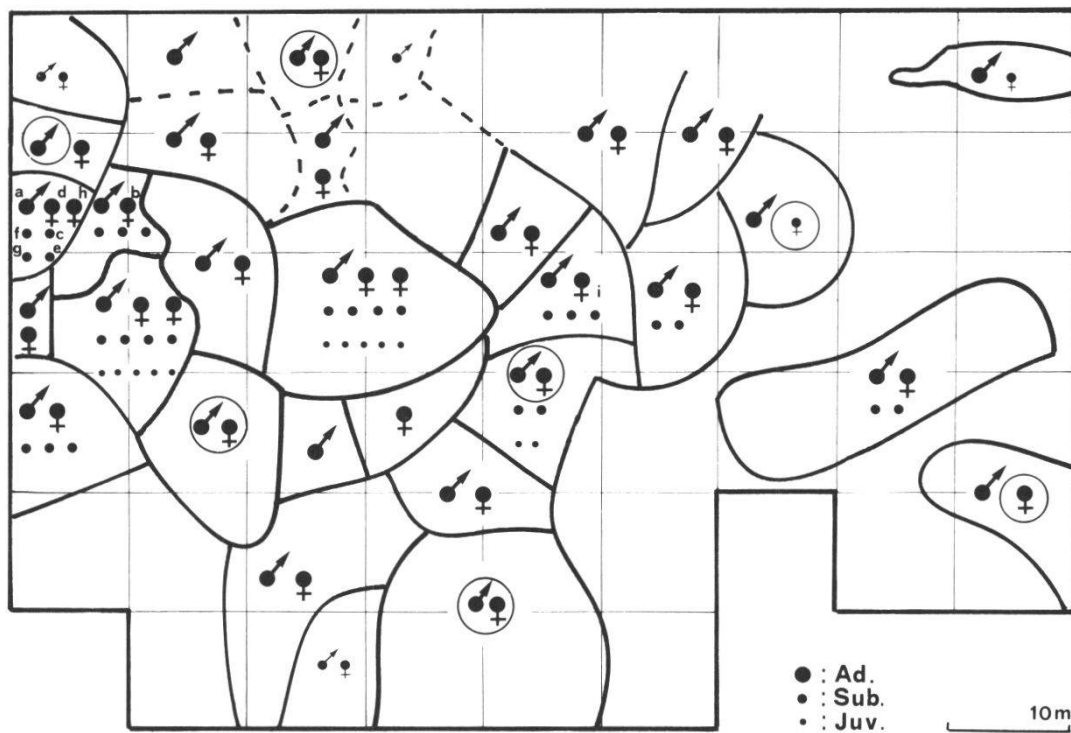 a d h b
f c
g e
i
● : Ad.
• : Sub.
· : Juv.
10m